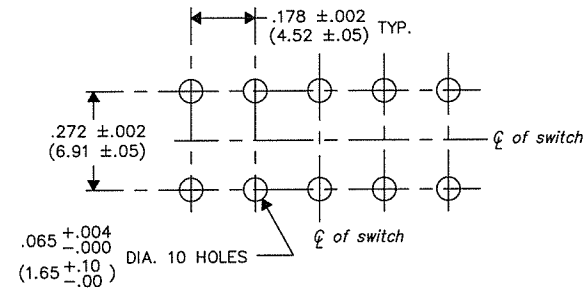 .178 ±.002
(4.52 ±.05) TYP.
.272 ±.002
(6.91 ±.05)
℄ of switch
℄ of switch
.065 +.004 -.000
(1.65 +.10 -.00) DIA. 10 HOLES